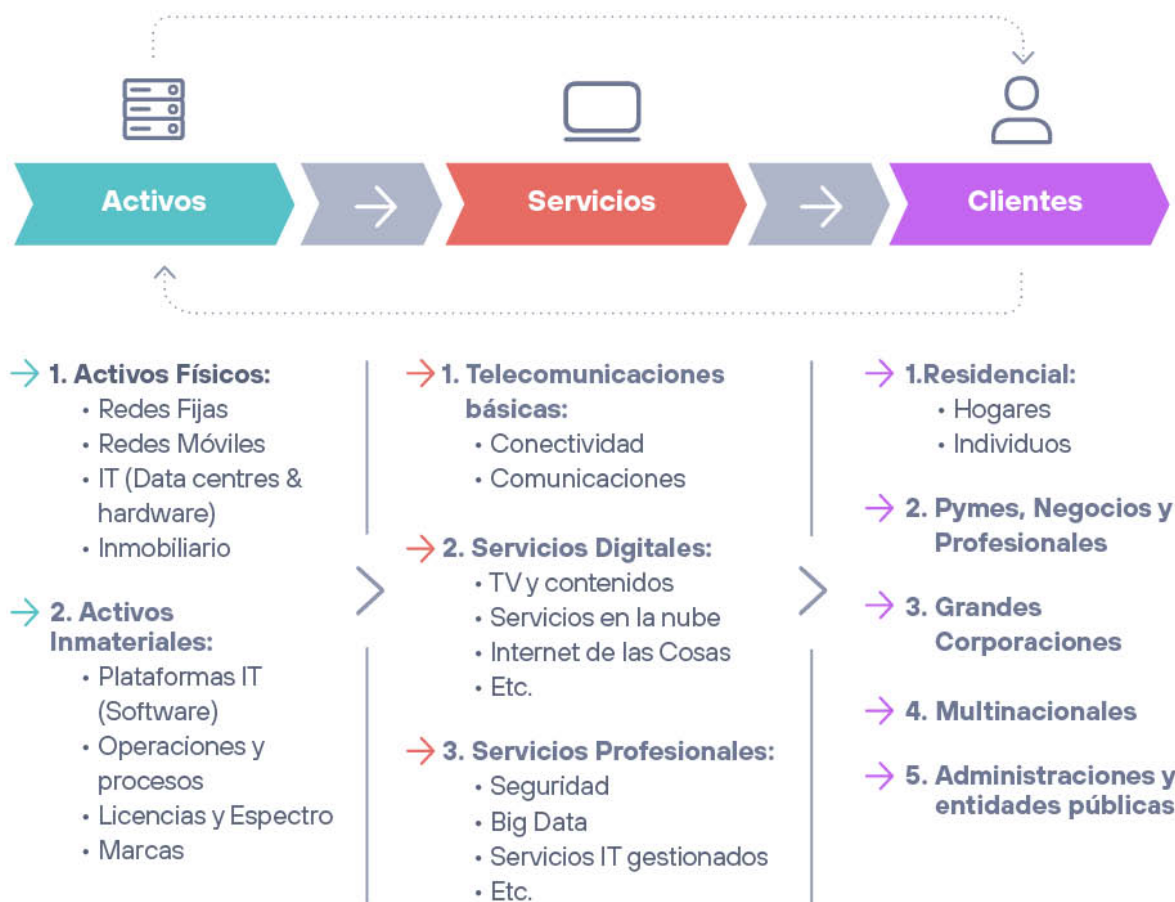 Activos
Servicios
Clientes
1. Activos Físicos:
• Redes Fijas
• Redes Móviles
• IT (Data centres &
hardware)
• Inmobiliario
2. Activos
Inmateriales:
• Plataformas IT
(Software)
• Operaciones y
procesos
• Licencias y Espectro
• Marcas
1. Telecomunicaciones
básicas:
• Conectividad
• Comunicaciones
2. Servicios Digitales:
• TV y contenidos
• Servicios en la nube
• Internet de las Cosas
• Etc.
3. Servicios Profesionales:
• Seguridad
• Big Data
• Servicios IT gestionados
• Etc.
1.Residencial:
• Hogares
• Individuos
2. Pymes, Negocios y
Profesionales
3. Grandes
Corporaciones
4. Multinacionales
5. Administraciones y
entidades públicas